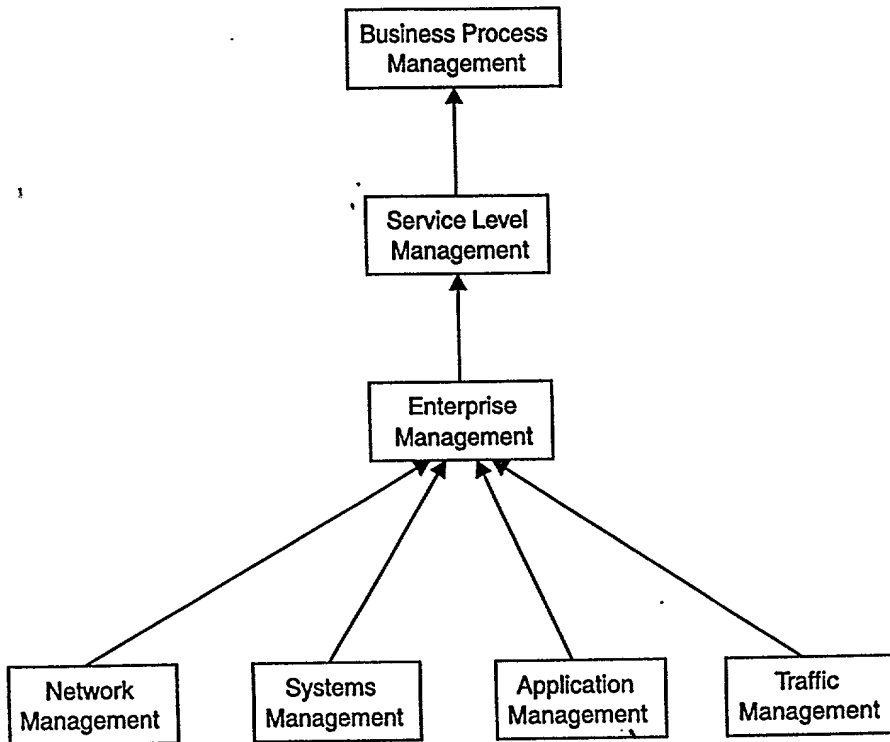 Business Process
Management
Service Level
Management
Enterprise
Management
Network
Management
Systems
Management
Application
Management
Traffic
Management